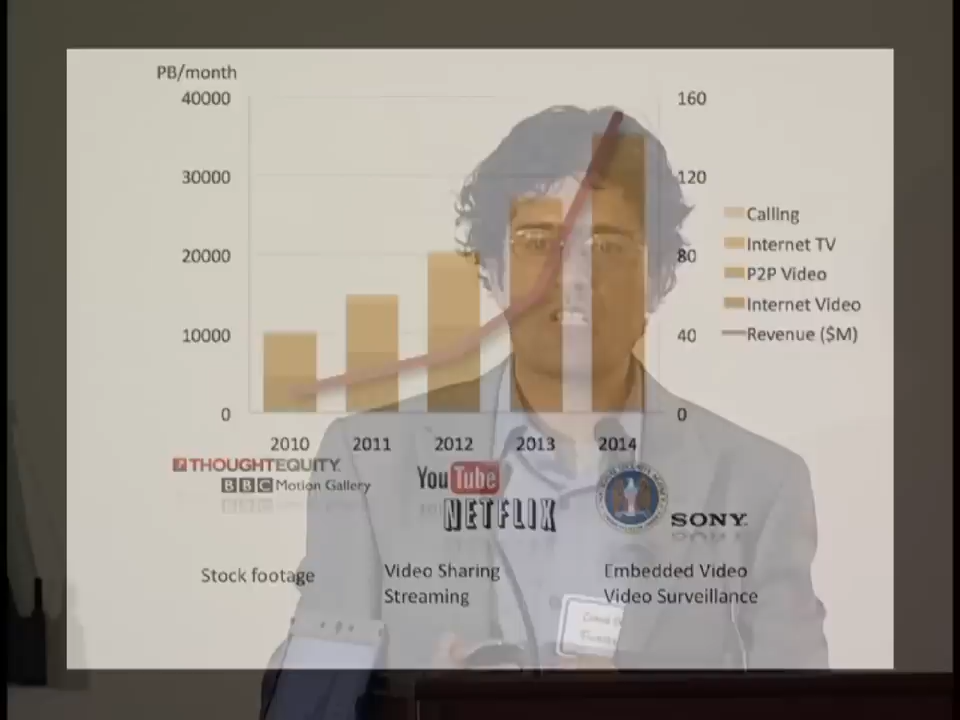 PB/month
40000
30000
20000
10000
0
160
120
80
40
0
Calling
Internet TV
P2P Video
Internet Video
Revenue ($M)
2010 2011 2012 2013 2014
THOUGHTEQUITY
BBC Motion Gallery
YouTube
NETFLIX
SONY
Stock footage
Video Sharing
Streaming
Embedded Video
Video Surveillance